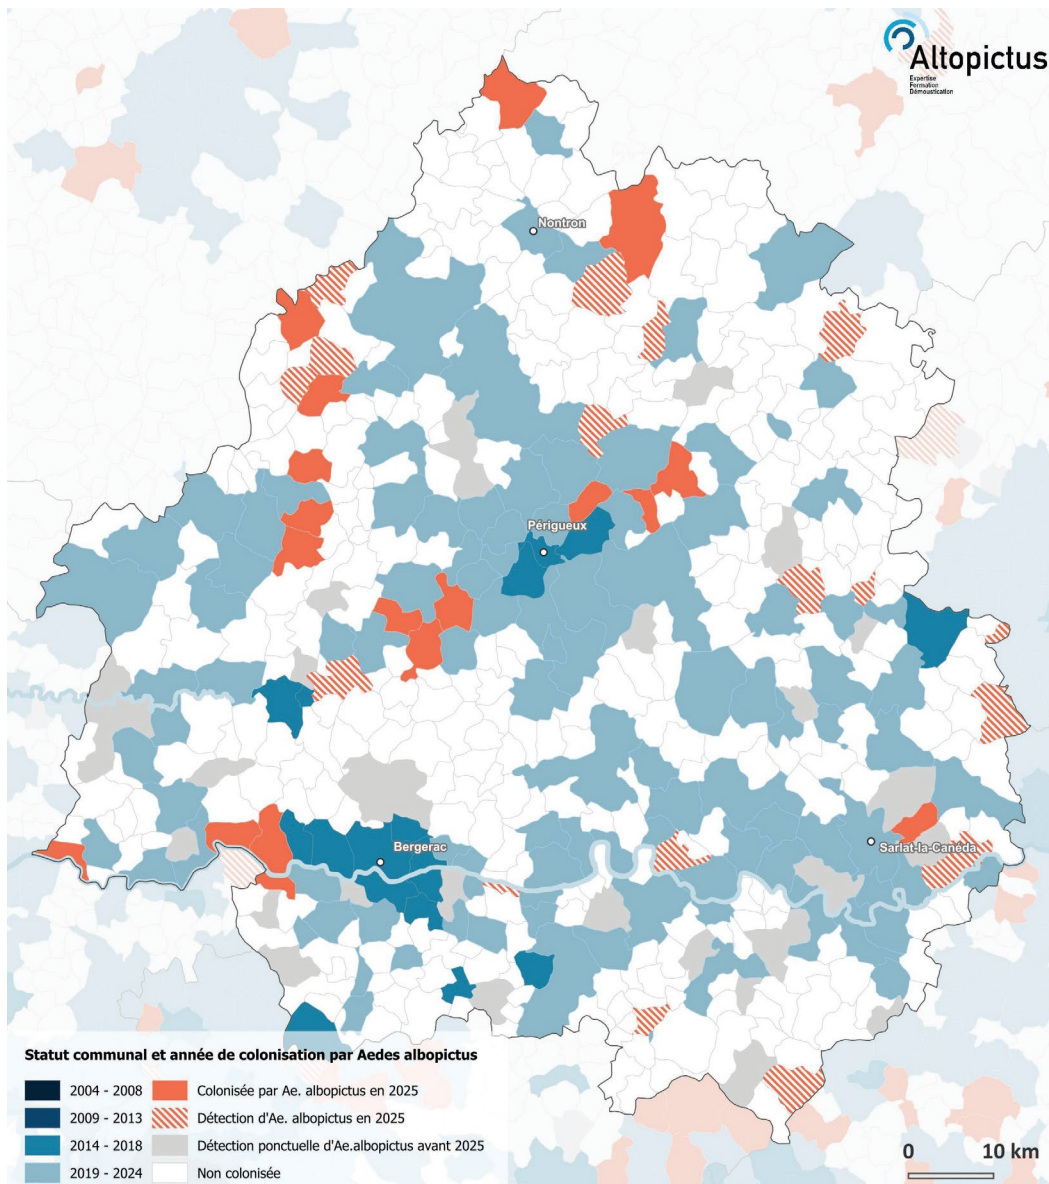 Altopictus
Expertise
Formation
Démoustication
Nontron
Périgueux
Bergerac
Sarlat-la-Canéda
Statut communal et année de colonisation par Aedes albopictus
2004 - 2008
Colonisée par Ae. albopictus en 2025
2009 - 2013
Détection d'Ae. albopictus en 2025
2014 - 2018
Détection ponctuelle d'Ae.albopictus avant 2025
2019 - 2024
Non colonisée
0 10 km